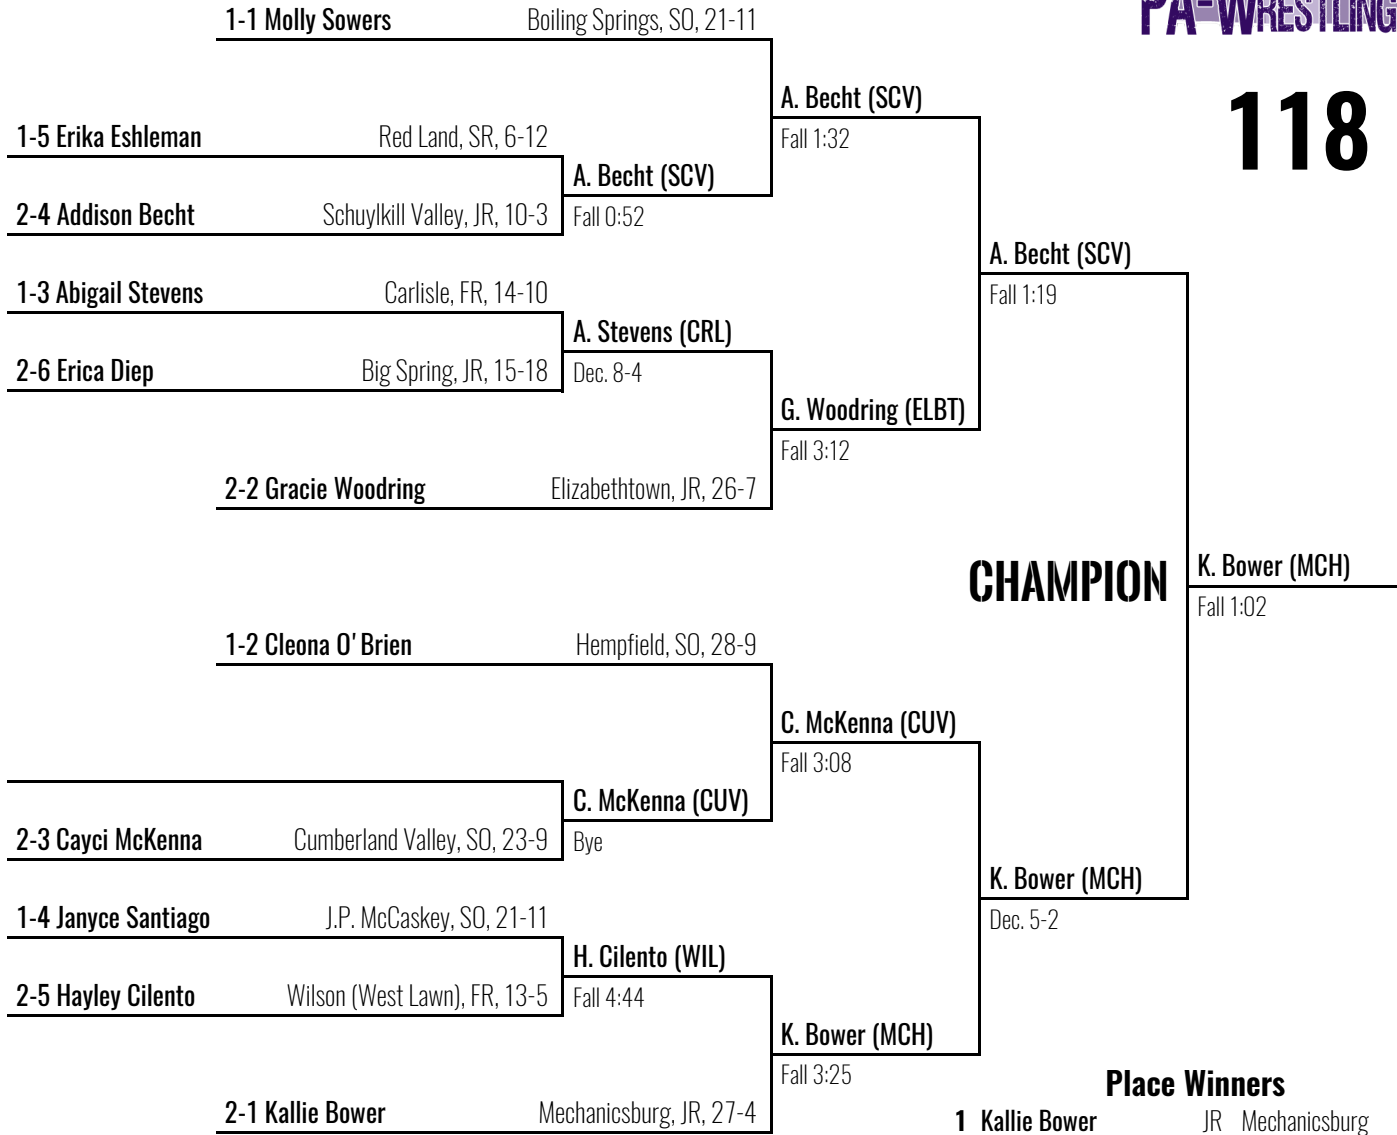 PA-WRESTLING
118
1-1 Molly Sowers Boiling Springs, SO, 21-11
A. Becht (SCV)
Fall 1:32
1-5 Erika Eshleman Red Land, SR, 6-12
A. Becht (SCV)
Fall 0:52
2-4 Addison Becht Schuylkill Valley, JR, 10-3
A. Becht (SCV)
Fall 1:19
1-3 Abigail Stevens Carlisle, FR, 14-10
A. Stevens (CRL)
Dec. 8-4
2-6 Erica Diep Big Spring, JR, 15-18
G. Woodring (ELBT)
Fall 3:12
2-2 Gracie Woodring Elizabethtown, JR, 26-7
CHAMPION
K. Bower (MCH)
Fall 1:02
1-2 Cleona O'Brien Hempfield, SO, 28-9
C. McKenna (CUV)
Fall 3:08
C. McKenna (CUV)
Bye
2-3 Cayci McKenna Cumberland Valley, SO, 23-9
K. Bower (MCH)
Dec. 5-2
1-4 Janyce Santiago J.P. McCaskey, SO, 21-11
H. Cilento (WIL)
Fall 4:44
2-5 Hayley Cilento Wilson (West Lawn), FR, 13-5
K. Bower (MCH)
Fall 3:25
2-1 Kallie Bower Mechanicsburg, JR, 27-4
Place Winners
1 Kallie Bower JR Mechanicsburg